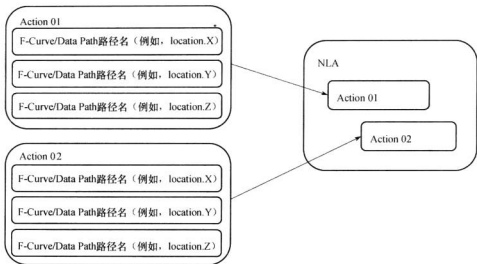 Action 01
F-Curve/Data Path路径名（例如，location.X）
F-Curve/Data Path路径名（例如，location.Y）
F-Curve/Data Path路径名（例如，location.Z）
Action 02
F-Curve/Data Path路径名（例如，location.X）
F-Curve/Data Path路径名（例如，location.Y）
F-Curve/Data Path路径名（例如，location.Z）
NLA
Action 01
Action 02